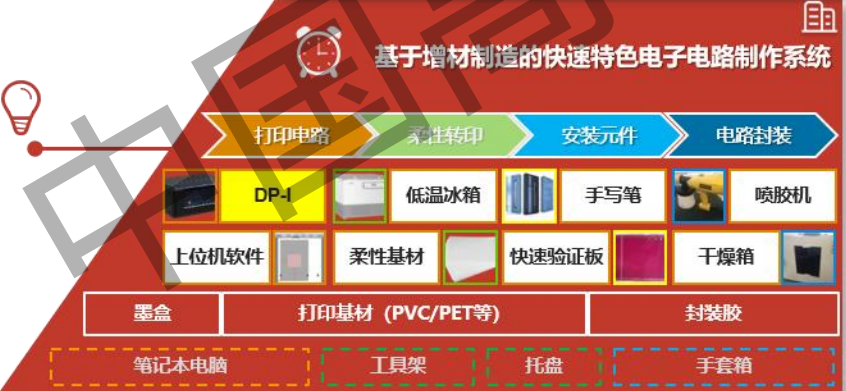 基于增材制造的快速特色电子电路制作系统
打印电路 柔性转印 安装元件 电路封装
DP-I 低温冰箱 手写笔 喷胶机
上位机软件 柔性基材 快速验证板 干燥箱
墨盒 打印基材（PVC/PET等） 封装胶
笔记本电脑 工具架 托盘 手套箱
中国高